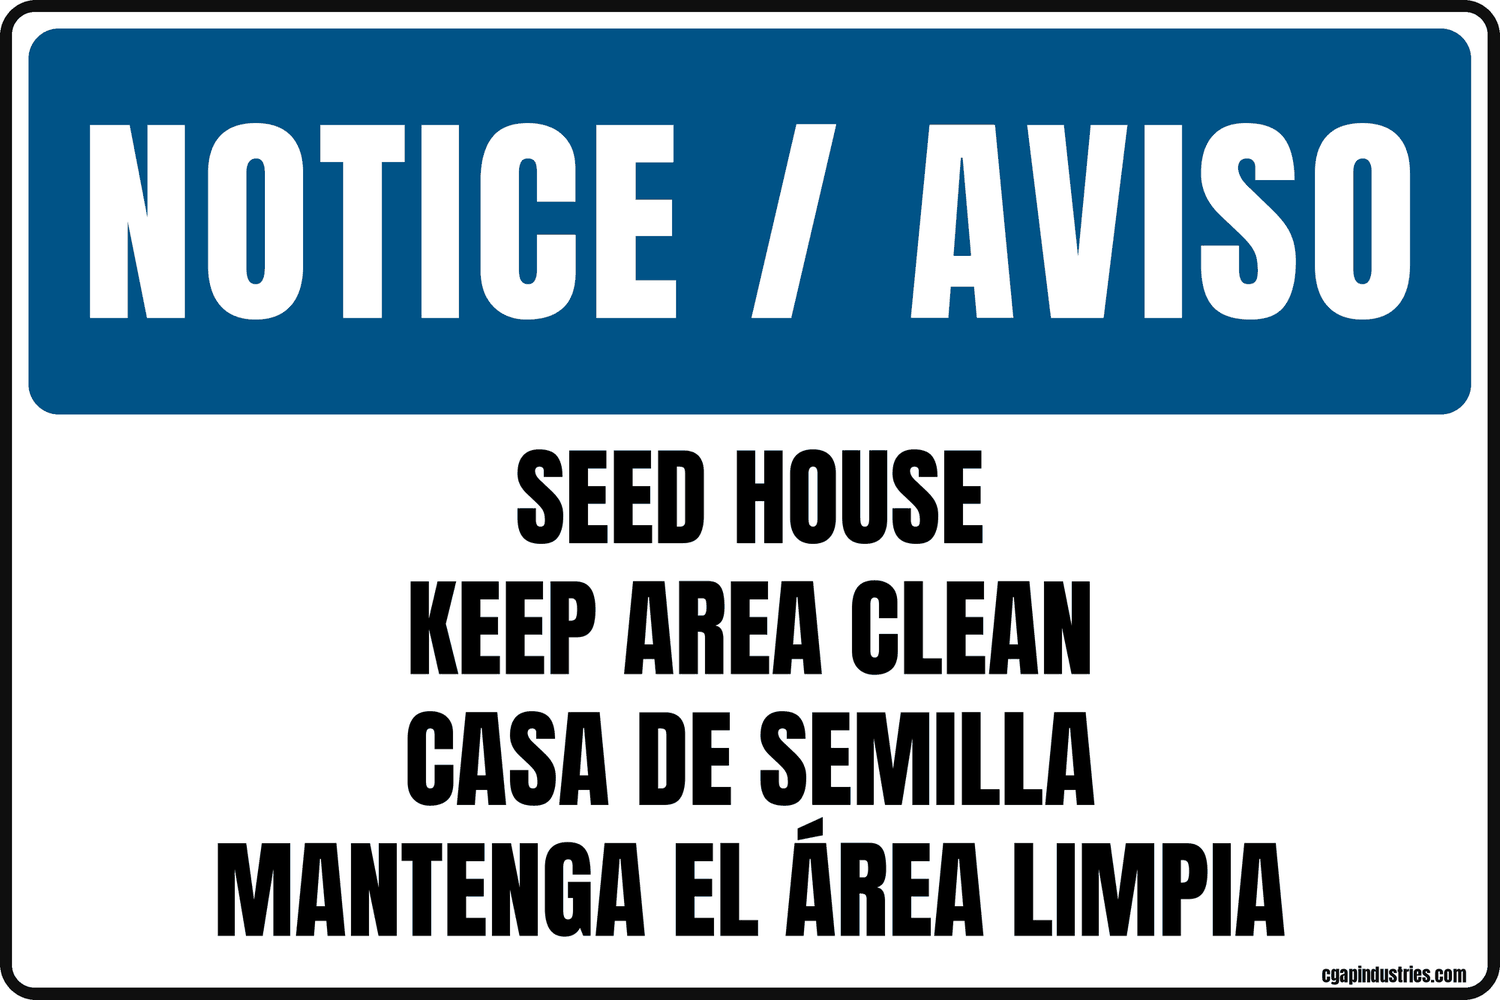 NOTICE / AVISO
SEED HOUSE
KEEP AREA CLEAN
CASA DE SEMILLA
MANTENGA EL ÁREA LIMPIA
cgapindustries.com